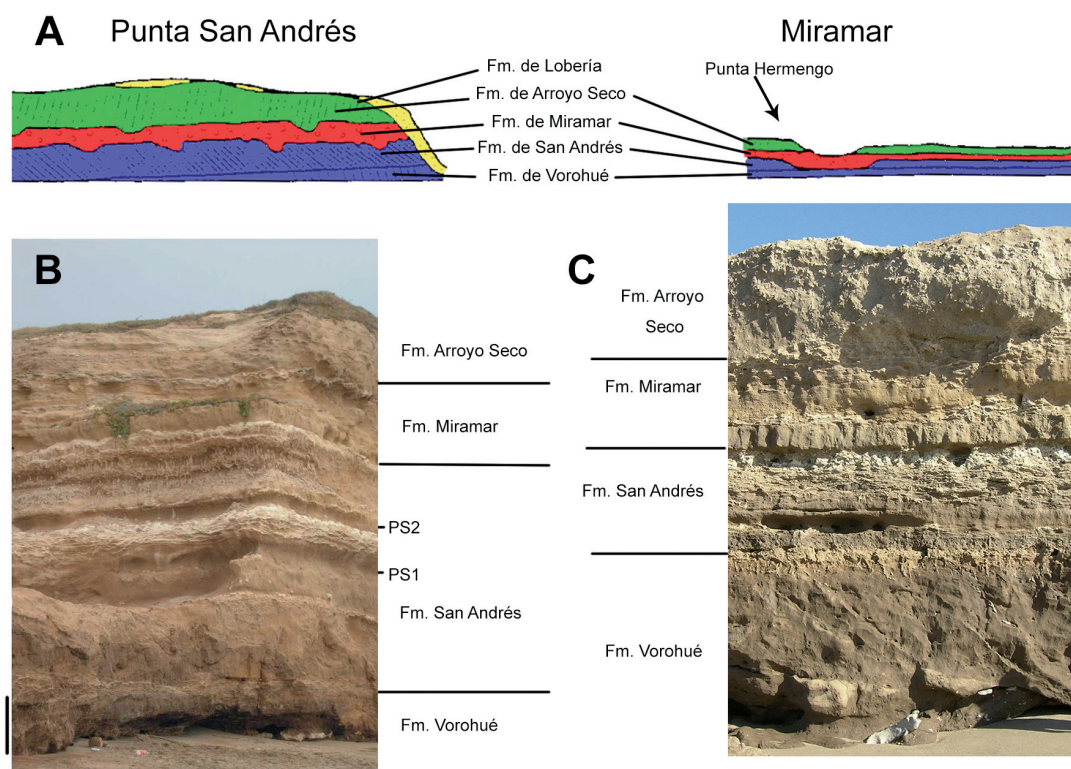 A
Punta San Andrés
Miramar
Punta Hermengo
Fm. de Lobería
Fm. de Arroyo Seco
Fm. de Miramar
Fm. de San Andrés
Fm. de Vorohué
B
Fm. Arroyo Seco
Fm. Miramar
PS2
PS1
Fm. San Andrés
Fm. Vorohué
C
Fm. Arroyo
Seco
Fm. Miramar
Fm. San Andrés
Fm. Vorohué